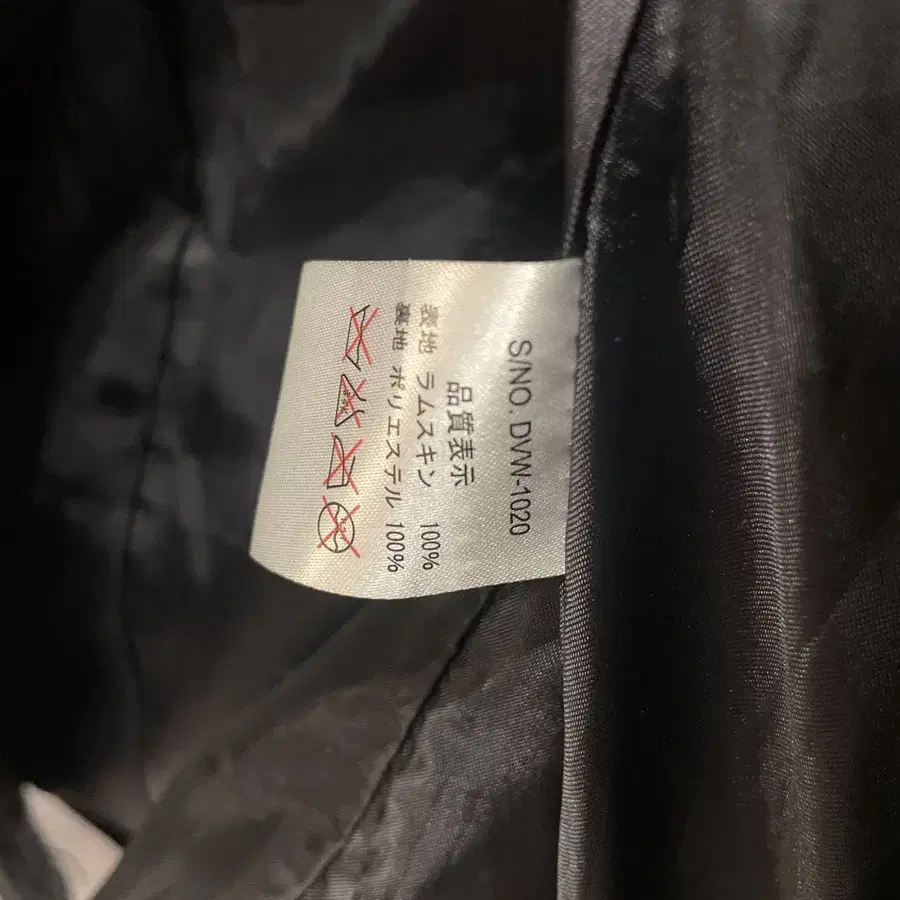 S/NO. DVW-1020
品質表示
表地 ラムスキン 100%
裏地 ポリエステル 100%